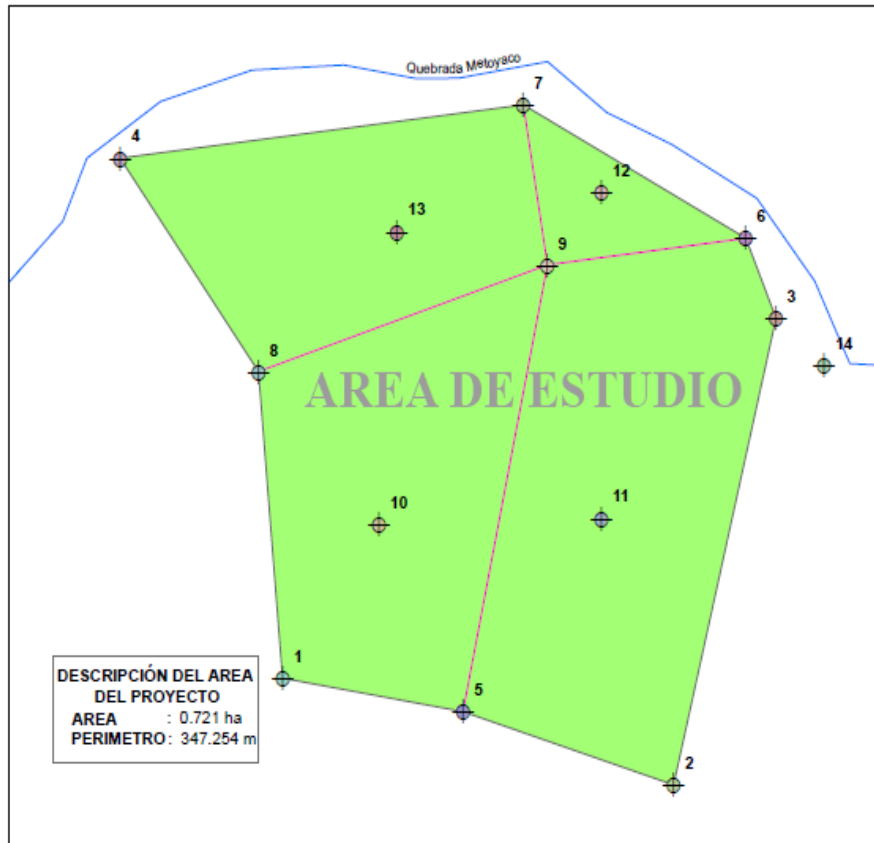 Quebrada Metoyaco
7
4
12
13
6
9
3
14
8
AREA DE ESTUDIO
10
11
1
5
2
DESCRIPCIÓN DEL AREA
DEL PROYECTO
AREA : 0.721 ha
PERIMETRO : 347.254 m